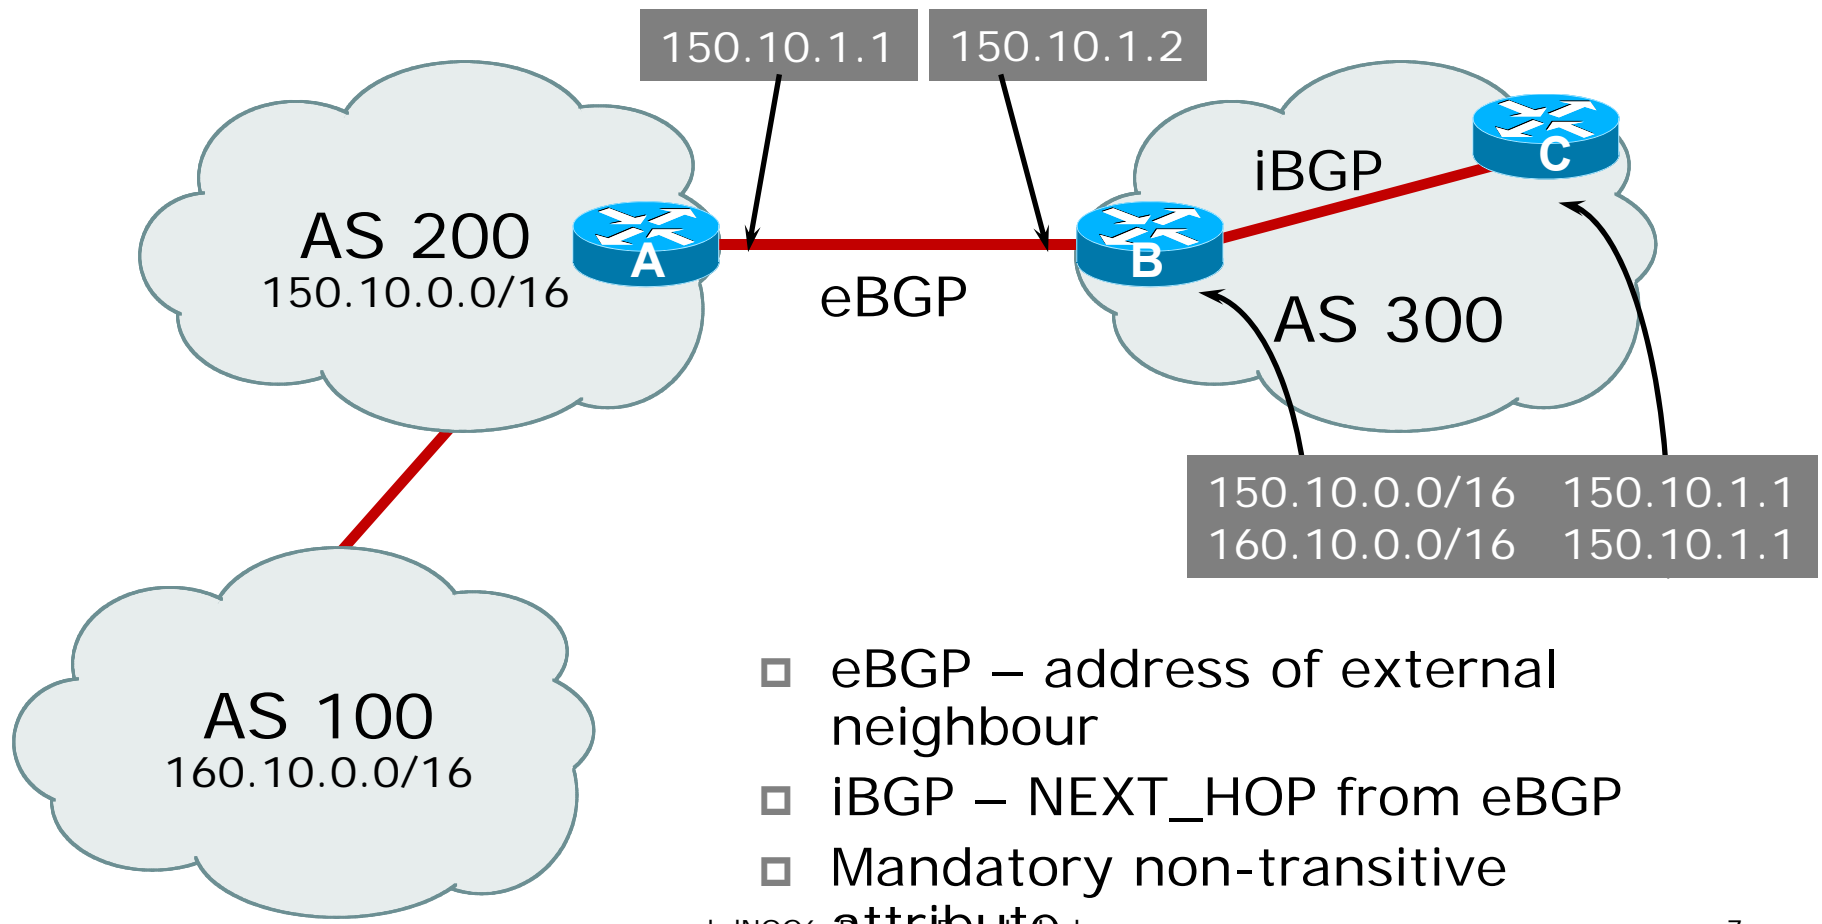 150.10.1.1 150.10.1.2
C
iBGP
AS 200
A
B
150.10.0.0/16
eBGP
AS 300
150.10.0.0/16 150.10.1.1
160.10.0.0/16 150.10.1.1
eBGP – address of external
neighbour
AS 100
160.10.0.0/16
iBGP – NEXT_HOP from eBGP
Mandatory non-transitive
attribute